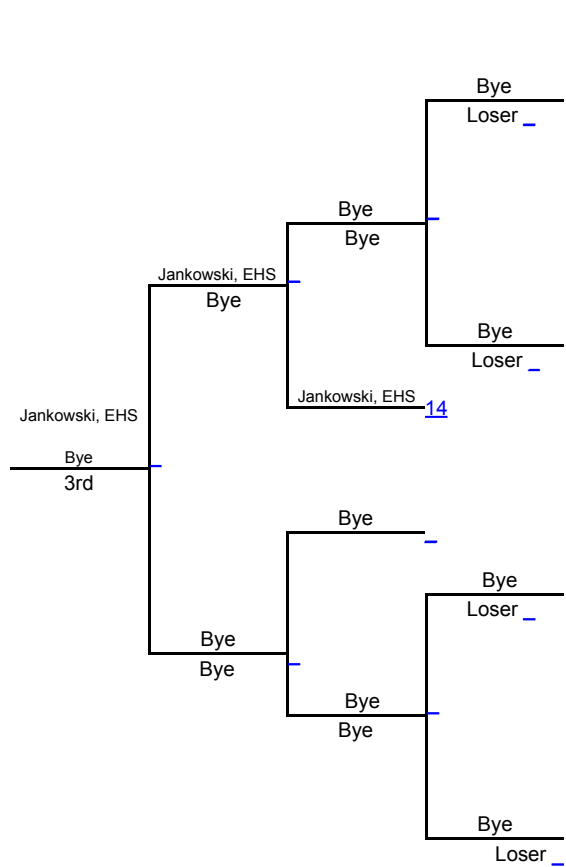 Bye
Loser _
Bye
_
Bye
Jankowski, EHS
_
Bye
Bye
Loser _
Jankowski, EHS 14
Jankowski, EHS
Bye
_
3rd
Bye
_
Bye
Loser _
Bye
_
Bye
Bye
_
Bye
Bye
Loser _